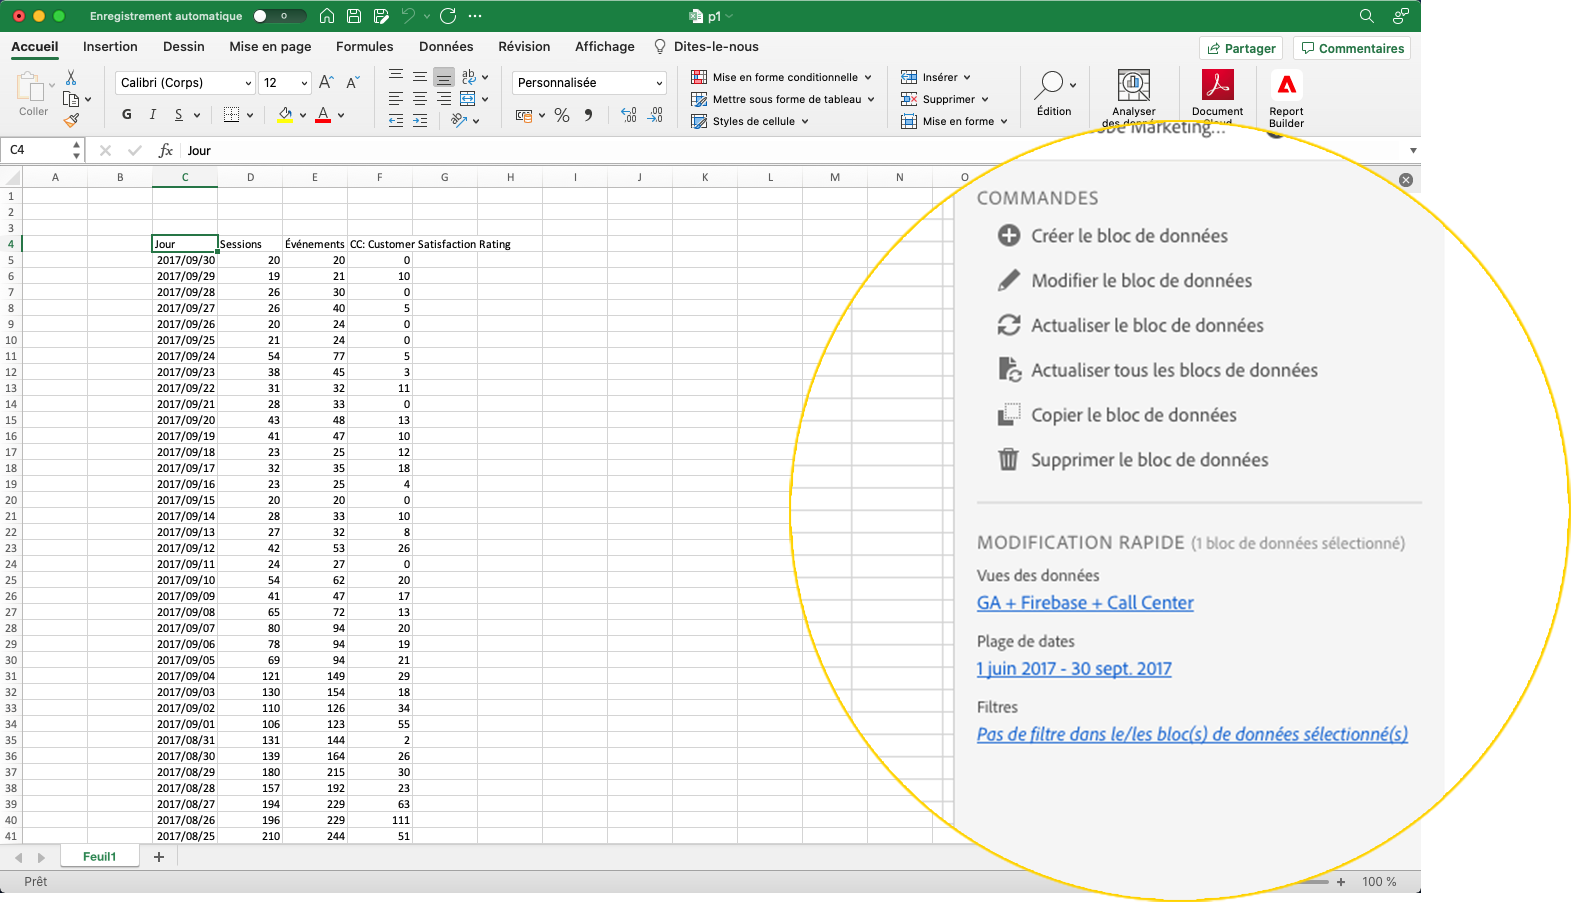 Enregistrement automatique 0 p1
Accueil Insertion Dessin Mise en page Formules Données Révision Affichage Dites-le-nous Partager Commentaires
Coller Calibri (Corps) 12 A A ab Personnalisée Mise en forme conditionnelle Insérer
Mettre sous forme de tableau Supprimer
G I S A % Styles de cellule Mise en forme
Édition Analyser Document Report
Builder
C4 fx Jour
Marketing...
A B C D E F G H I J K L M N O
1
2
3
4 Jour Sessions Événements CC: Customer Satisfaction Rating
5 2017/09/30 20 20 0
6 2017/09/29 19 21 10
7 2017/09/28 26 30 0
8 2017/09/27 26 40 5
9 2017/09/26 20 24 0
10 2017/09/25 21 24 0
11 2017/09/24 54 77 5
12 2017/09/23 38 45 3
13 2017/09/22 31 32 11
14 2017/09/21 28 33 0
15 2017/09/20 43 48 13
16 2017/09/19 41 47 10
17 2017/09/18 23 25 12
18 2017/09/17 32 35 18
19 2017/09/16 23 25 4
20 2017/09/15 20 20 0
21 2017/09/14 28 33 10
22 2017/09/13 27 32 8
23 2017/09/12 42 53 26
24 2017/09/11 24 27 0
25 2017/09/10 54 62 20
26 2017/09/09 41 47 17
27 2017/09/08 65 72 13
28 2017/09/07 80 94 20
29 2017/09/06 78 94 19
30 2017/09/05 69 94 21
31 2017/09/04 121 149 29
32 2017/09/03 130 154 18
33 2017/09/02 110 126 34
34 2017/09/01 106 123 55
35 2017/08/31 131 144 2
36 2017/08/30 139 164 26
37 2017/08/29 180 215 30
38 2017/08/28 157 192 23
39 2017/08/27 194 229 63
40 2017/08/26 196 229 111
41 2017/08/25 210 244 51
COMMANDES
Créer le bloc de données
Modifier le bloc de données
Actualiser le bloc de données
Actualiser tous les blocs de données
Copier le bloc de données
Supprimer le bloc de données
MODIFICATION RAPIDE (1 bloc de données sélectionné)
Vues des données
GA + Firebase + Call Center
Plage de dates
1 juin 2017 - 30 sept. 2017
Filtres
Pas de filtre dans le/les bloc(s) de données sélectionné(s)
Feuil1 +
Prêt + 100 %